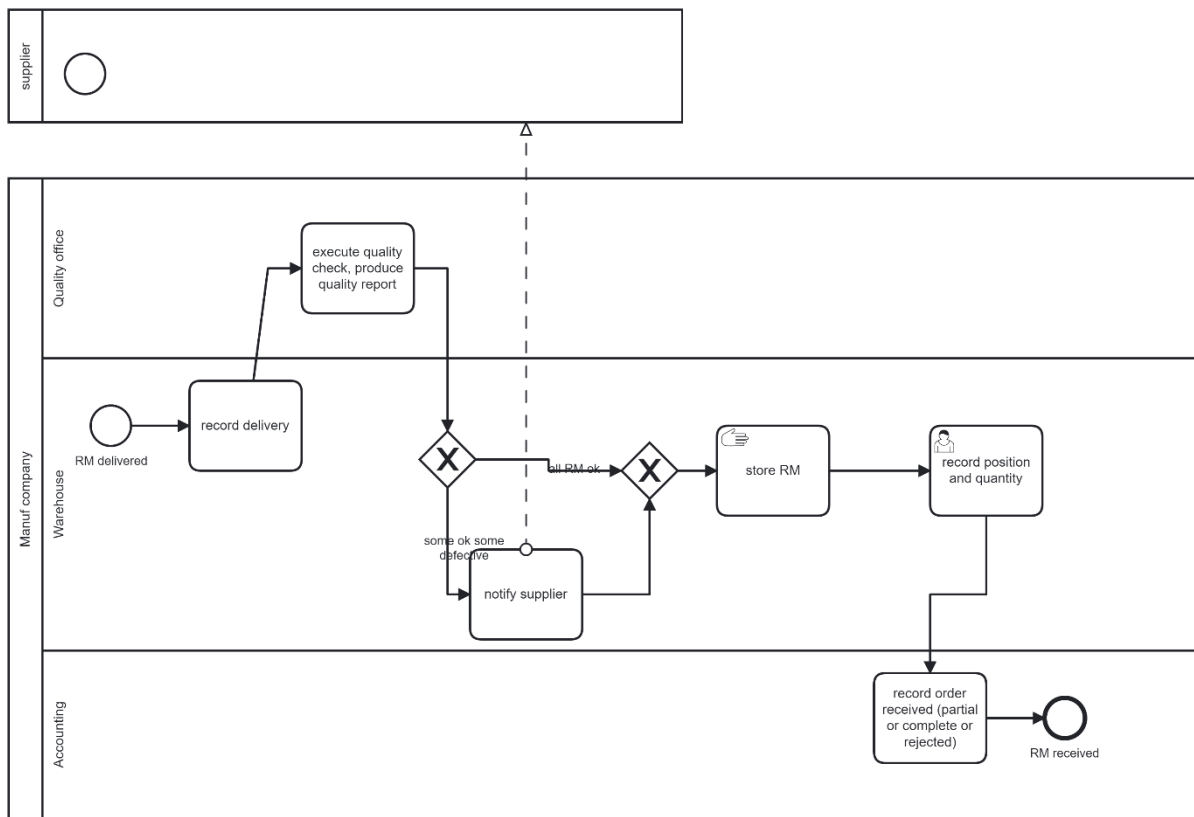 supplier
Manuf company
Quality office
execute quality
check, produce
quality report
Warehouse
RM delivered
record delivery
all RM ok
some ok some
defective
notify supplier
store RM
record position
and quantity
Accounting
record order
received (partial
or complete or
rejected)
RM received